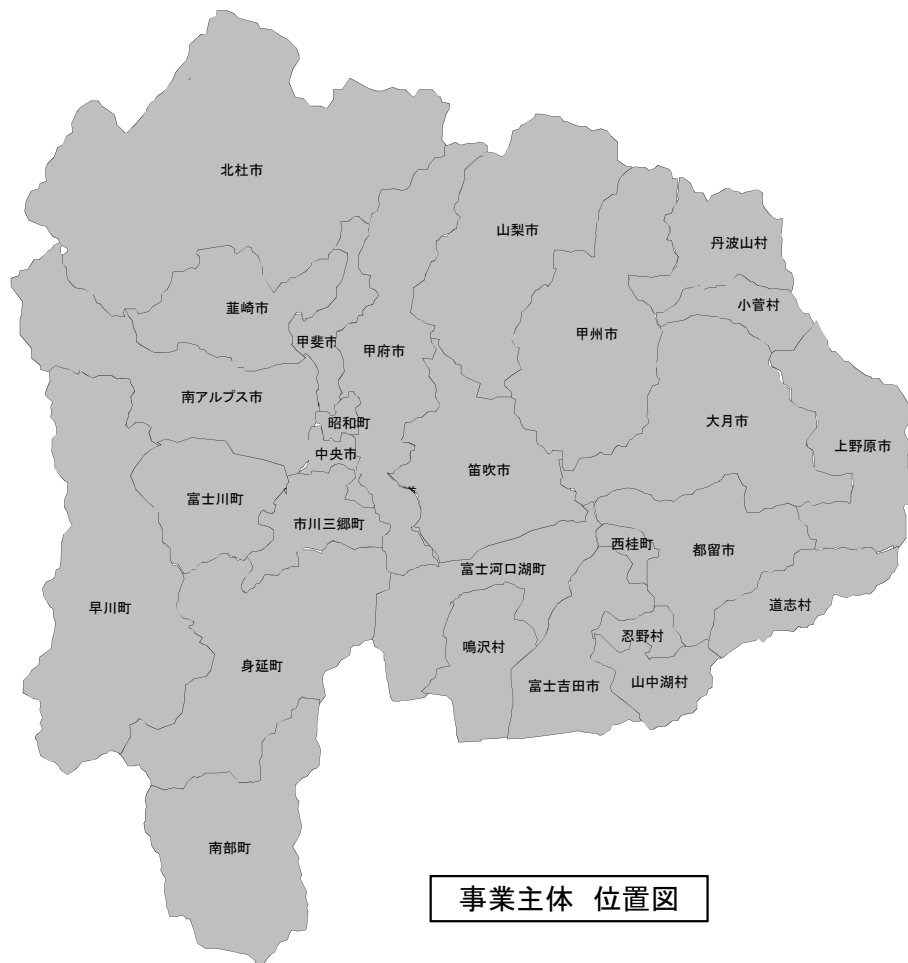 北杜市
山梨市
丹波山村
小菅村
韮崎市
甲斐市
甲府市
甲州市
南アルプス市
昭和町
大月市
中央市
笛吹市
上野原市
富士川町
市川三郷町
西桂町
都留市
富士河口湖町
早川町
道志村
身延町
鳴沢村
忍野村
富士吉田市
山中湖村
南部町
事業主体 位置図